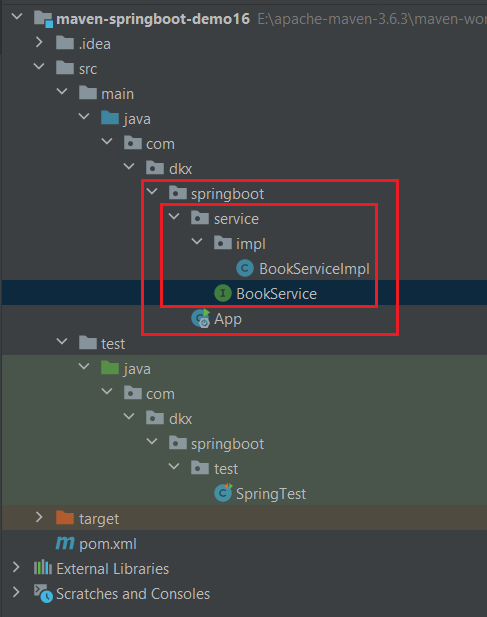 maven-springboot-demo16 E:\apache-maven-3.6.3\maven-wor
.idea
src
main
java
com
dkx
springboot
service
impl
C BookServiceImpl
I BookService
App
test
java
com
dkx
springboot
test
SpringTest
target
m pom.xml
External Libraries
Scratches and Consoles